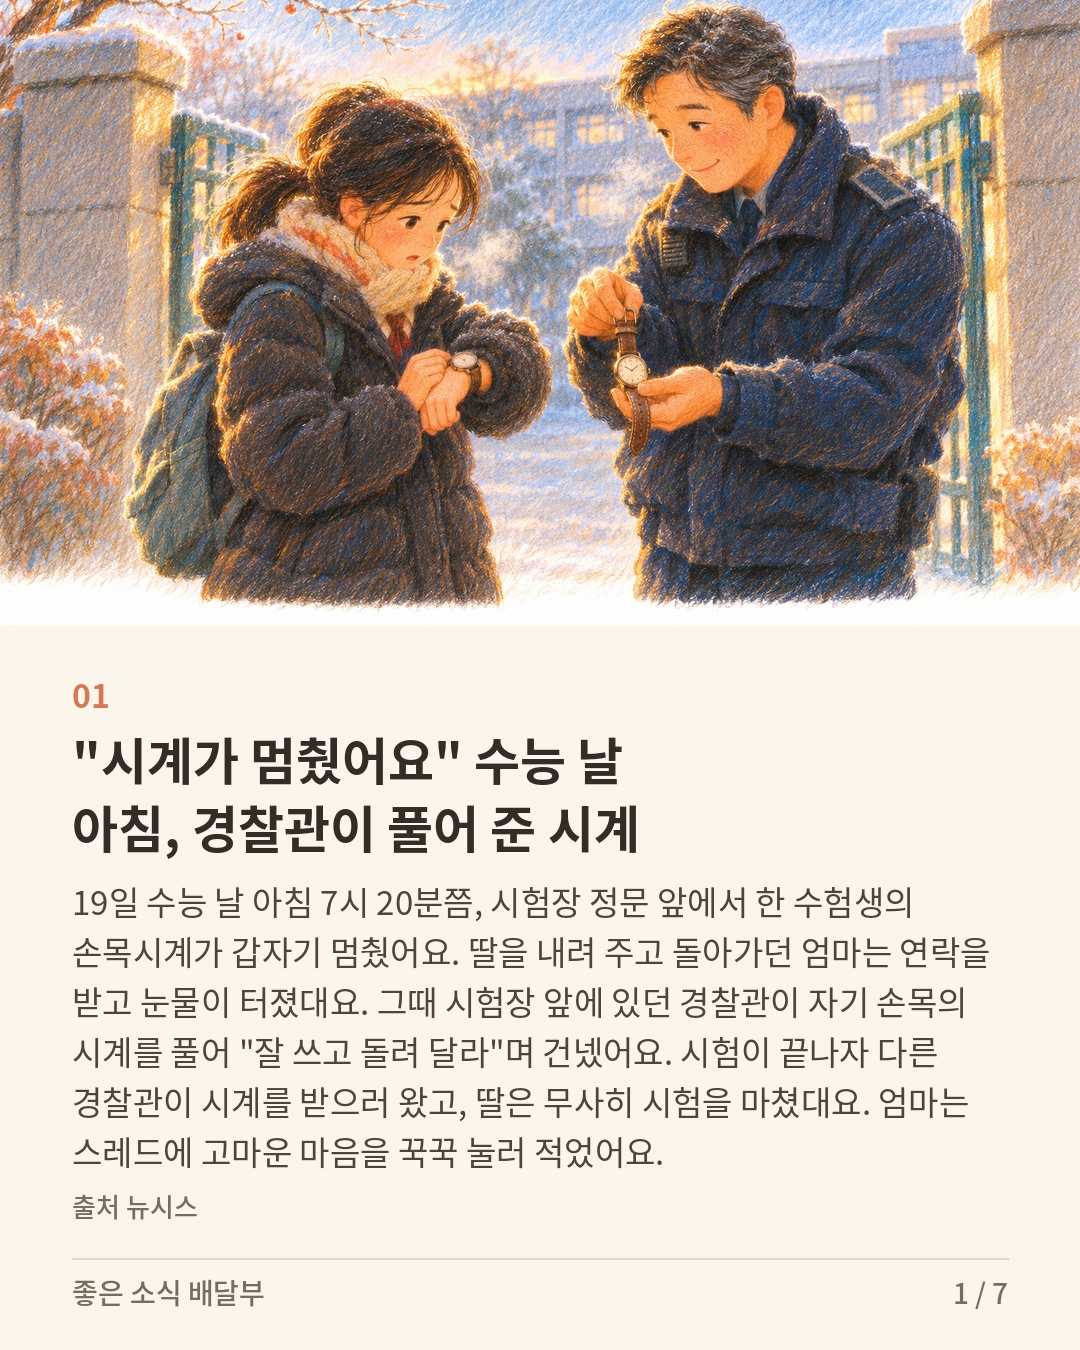 01
"시계가 멈췄어요" 수능 날
아침, 경찰관이 풀어 준 시계
19일 수능 날 아침 7시 20분쯤, 시험장 정문 앞에서 한 수험생의
손목시계가 갑자기 멈췄어요. 딸을 내려 주고 돌아가던 엄마는 연락을
받고 눈물이 터졌대요. 그때 시험장 앞에 있던 경찰관이 자기 손목의
시계를 풀어 "잘 쓰고 돌려 달라"며 건넸어요. 시험이 끝나자 다른
경찰관이 시계를 받으러 왔고, 딸은 무사히 시험을 마쳤대요. 엄마는
스레드에 고마운 마음을 꾹꾹 눌러 적었어요.
출처 뉴시스
좋은 소식 배달부
1 / 7